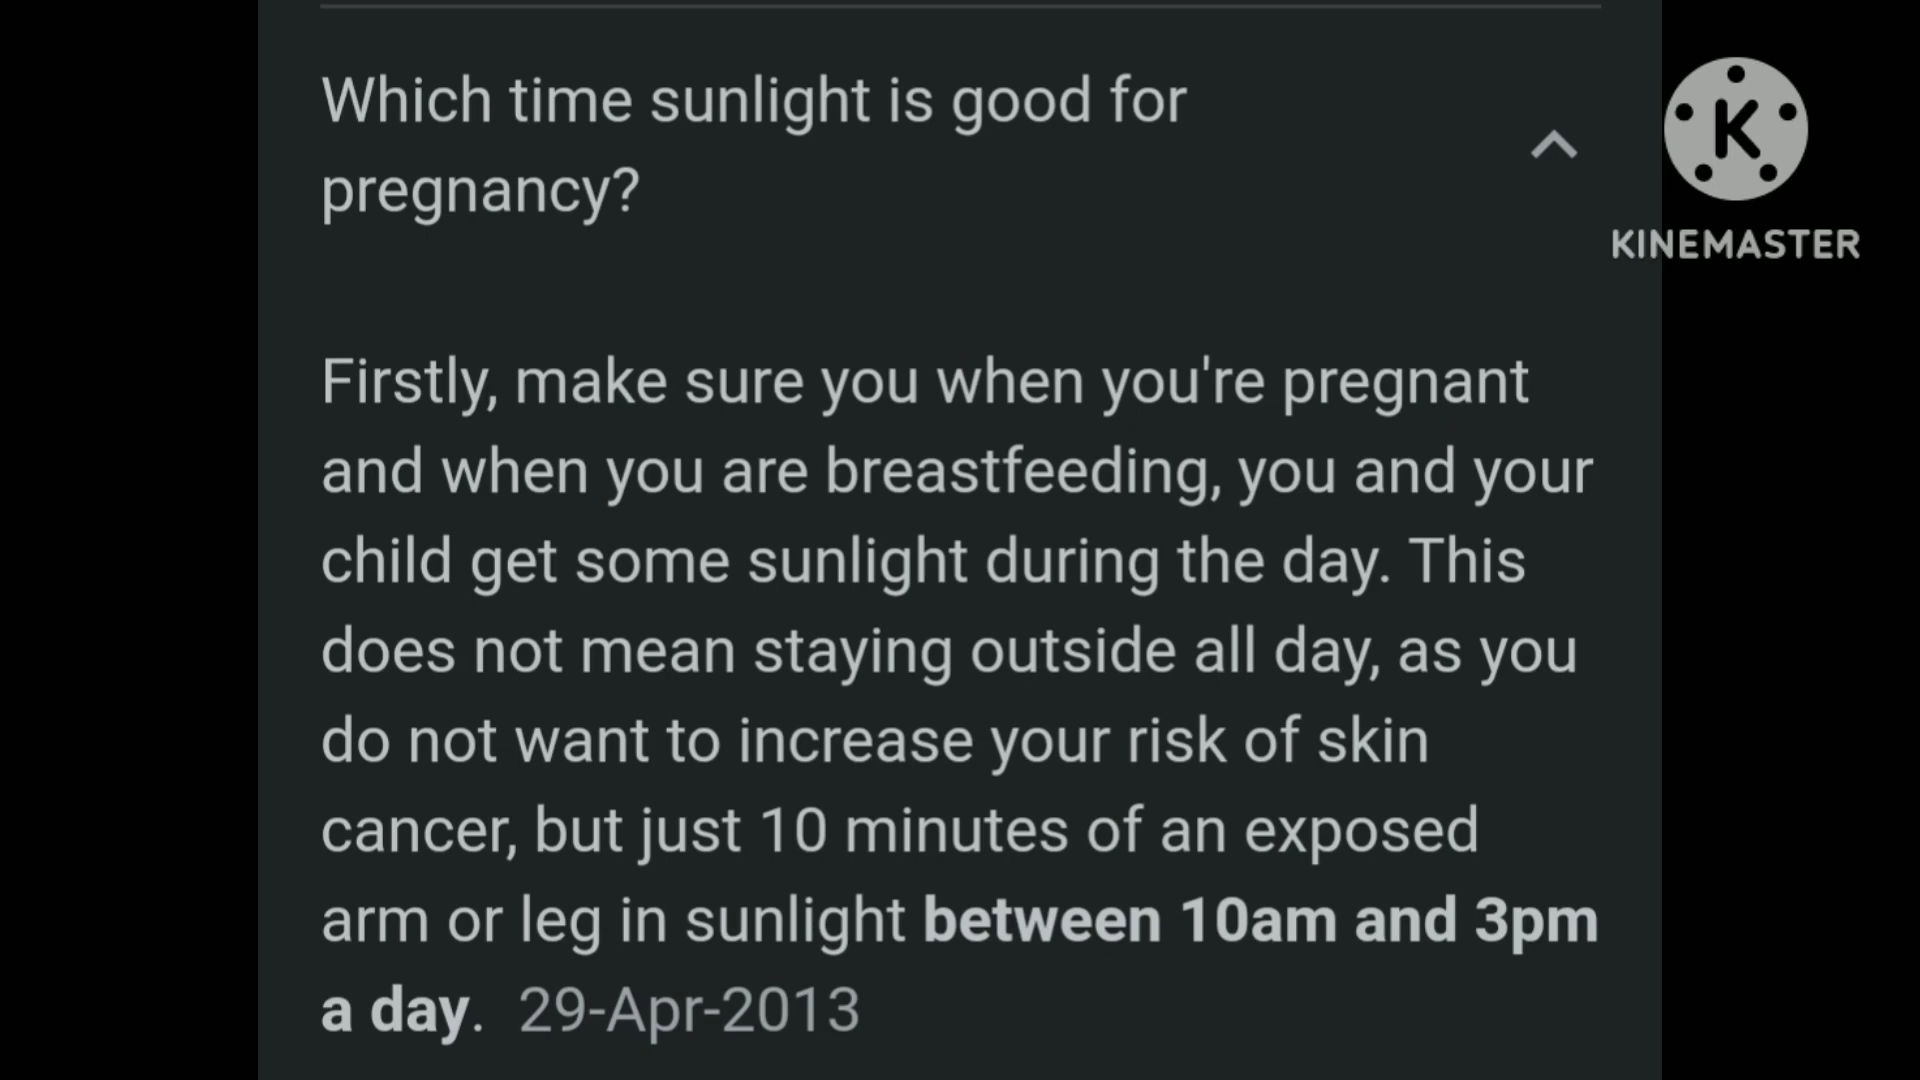 Which time sunlight is good for
pregnancy?
K
KINEMASTER
Firstly, make sure you when you're pregnant
and when you are breastfeeding, you and your
child get some sunlight during the day. This
does not mean staying outside all day, as you
do not want to increase your risk of skin
cancer, but just 10 minutes of an exposed
arm or leg in sunlight between 10am and 3pm
a day. 29-Apr-2013